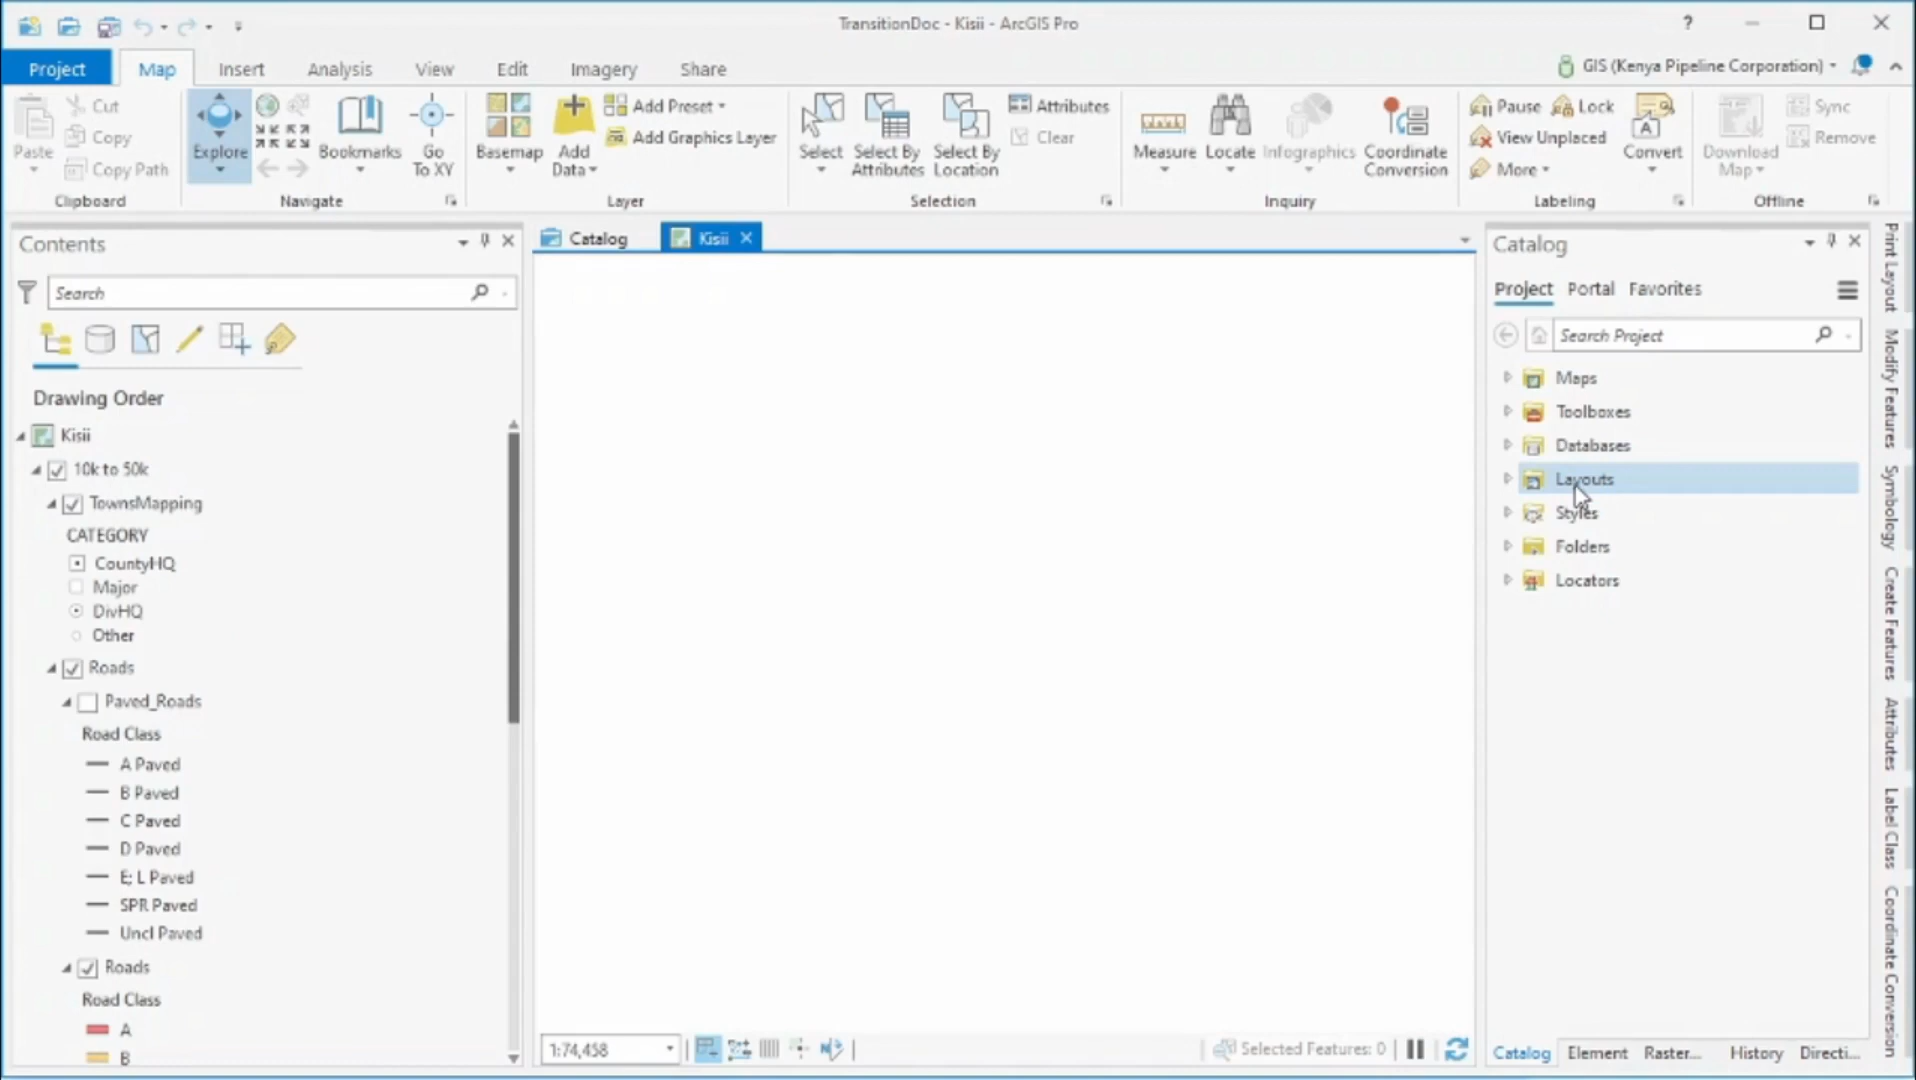 TransitionDoc - Kisii - ArcGIS Pro
?
Project Map Insert Analysis View Edit Imagery Share
GIS (Kenya Pipeline Corporation)
Paste
Cut
Copy
Copy Path
Clipboard
Explore
Bookmarks
Go
To XY
Navigate
Basemap
Add
Data
Add Preset
Add Graphics Layer
Layer
Select
Select By
Attributes
Select By
Location
Attributes
Clear
Selection
Measure
Locate
Infographics
Coordinate
Conversion
Inquiry
Pause Lock
View Unplaced
More
Convert
Labeling
Download
Map
Sync
Remove
Offline
Contents
Search
Drawing Order
Kisii
10k to 50k
TownsMapping
CATEGORY
CountyHQ
Major
DivHQ
Other
Roads
Paved_Roads
Road Class
A Paved
B Paved
C Paved
D Paved
E; L Paved
SPR Paved
Uncl Paved
Roads
Road Class
A
B
Catalog Kisii
1:74,458
Selected Features: 0
Catalog
Project Portal Favorites
Search Project
Maps
Toolboxes
Databases
Layouts
Styles
Folders
Locators
Catalog Element Raster... History Directi...
Print Layout
Modify Features
Symbology
Create Features
Attributes
Label Class
Coordinate Conversion